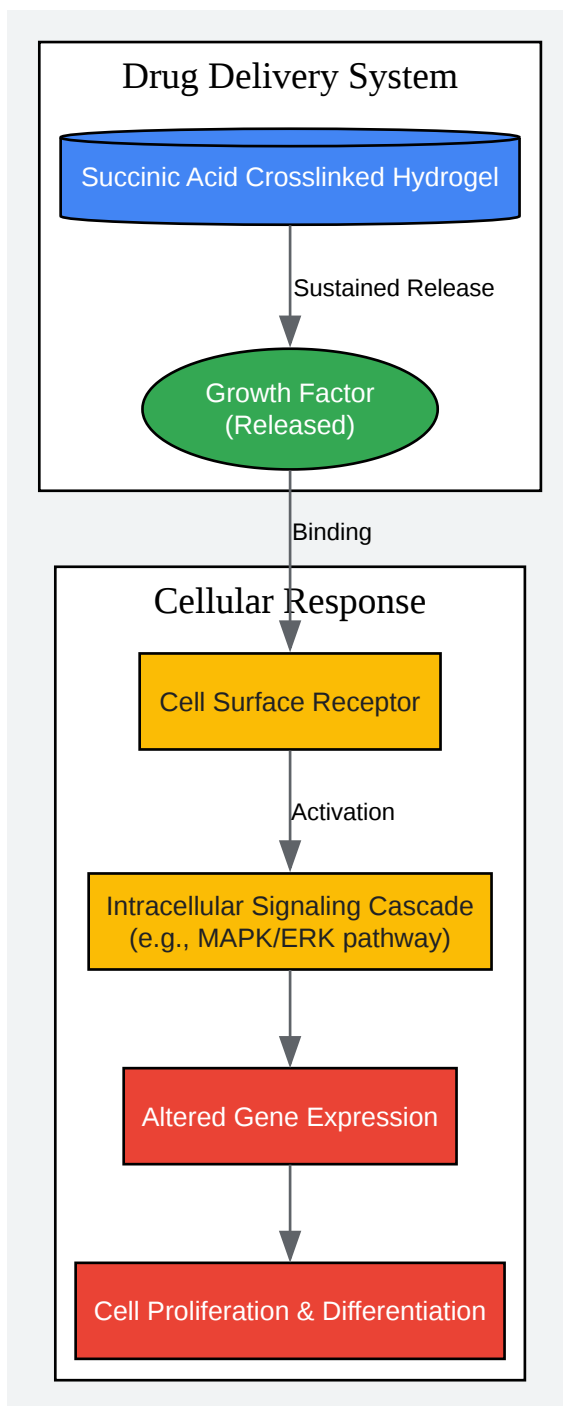 Drug Delivery System
Succinic Acid Crosslinked Hydrogel
Sustained Release
Growth Factor
(Released)
Binding
Cellular Response
Cell Surface Receptor
Activation
Intracellular Signaling Cascade
(e.g., MAPK/ERK pathway)
Altered Gene Expression
Cell Proliferation & Differentiation